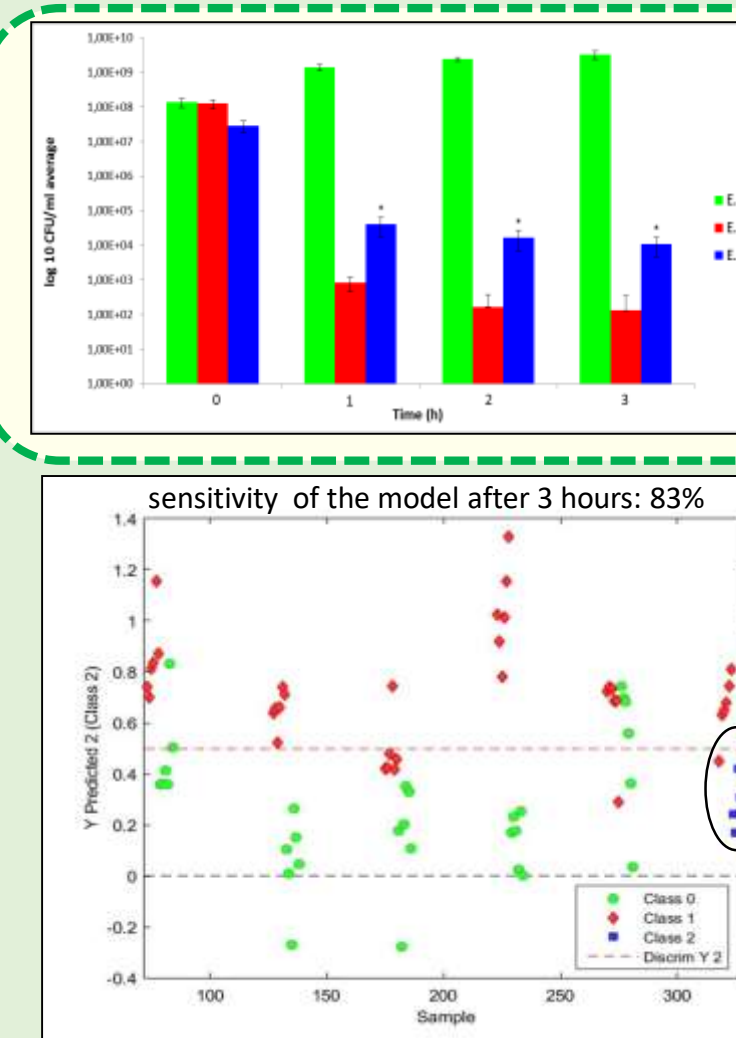 1,00E+10
1,00E+09
1,00E+08
1,00E+07
1,00E+06
1,00E+05
1,00E+04
1,00E+03
1,00E+02
1,00E+01
1,00E+00
log 10 CFU/ml average
* * *
0 1 2 3
Time (h)
E.
E.
E.
sensitivity of the model after 3 hours: 83%
1.4
1.2
1
0.8
0.6
0.4
0.2
0
-0.2
-0.4
Y Predicted 2 (Class 2)
Class 0
Class 1
Class 2
Discrim Y 2
100 150 200 250 300
Sample